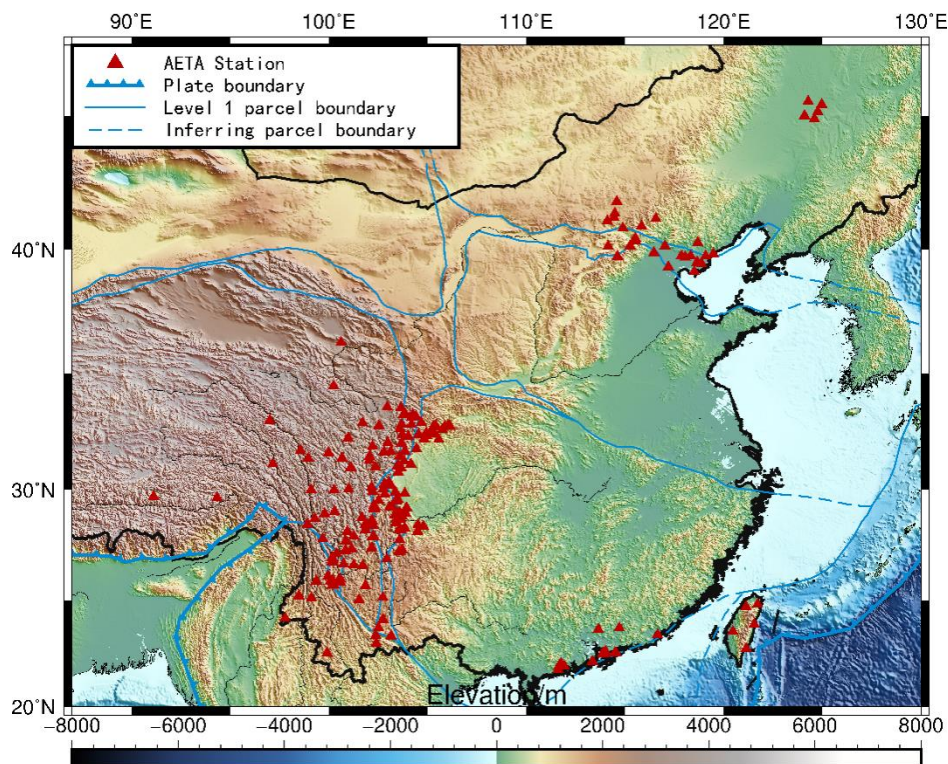 90°E 100°E 110°E 120°E 130°E
AETA Station
Plate boundary
Level 1 parcel boundary
Inferring parcel boundary
40°N
30°N
20°N
Elevation/m
-8000 -6000 -4000 -2000 0 2000 4000 6000 8000